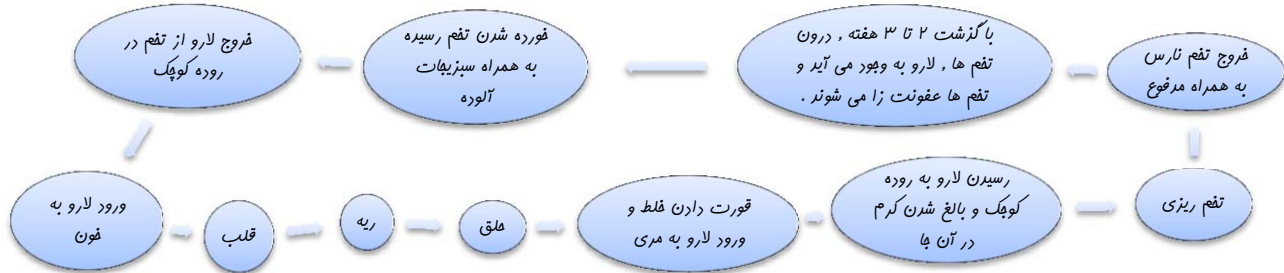 خروج تخم نارس
به همراه مدفوع
با گذشت ۲ تا ۳ هفته , درون
تخم ها , لارو به وجود می آید و
تخم ها عفونت زا می شوند .
خورده شدن تخم رسیده
به همراه سبزیجات
آلوده
خروج لارو از تخم در
روده کوچک
ورود لارو به
خون
قلب
ریه
حلق
قورت دادن خلط و
ورود لارو به مری
رسیدن لارو به روده
کوچک و بالغ شدن کرم
در آن جا
تخم ریزی